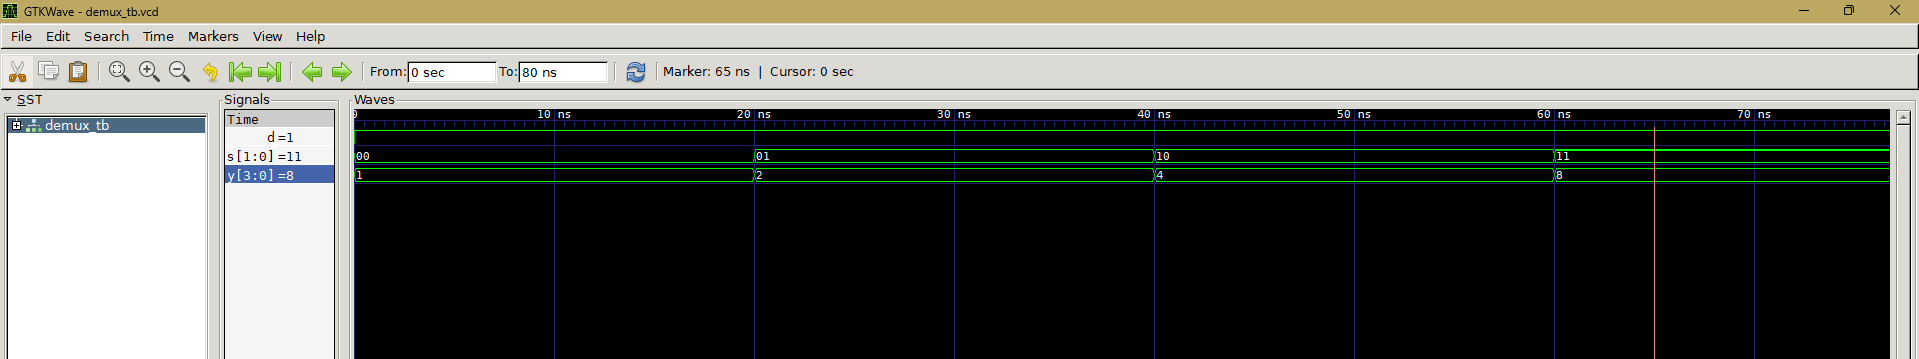 GTKWave - demux_tb.vcd
File Edit Search Time Markers View Help
From: 0 sec To: 80 ns Marker: 65 ns | Cursor: 0 sec
SST
demux_tb
Signals
Time
d =1
s[1:0] =11
y[3:0] =8
Waves
10 ns 20 ns 30 ns 40 ns 50 ns 60 ns 70 ns
00 01 10 11
1 2 4 8